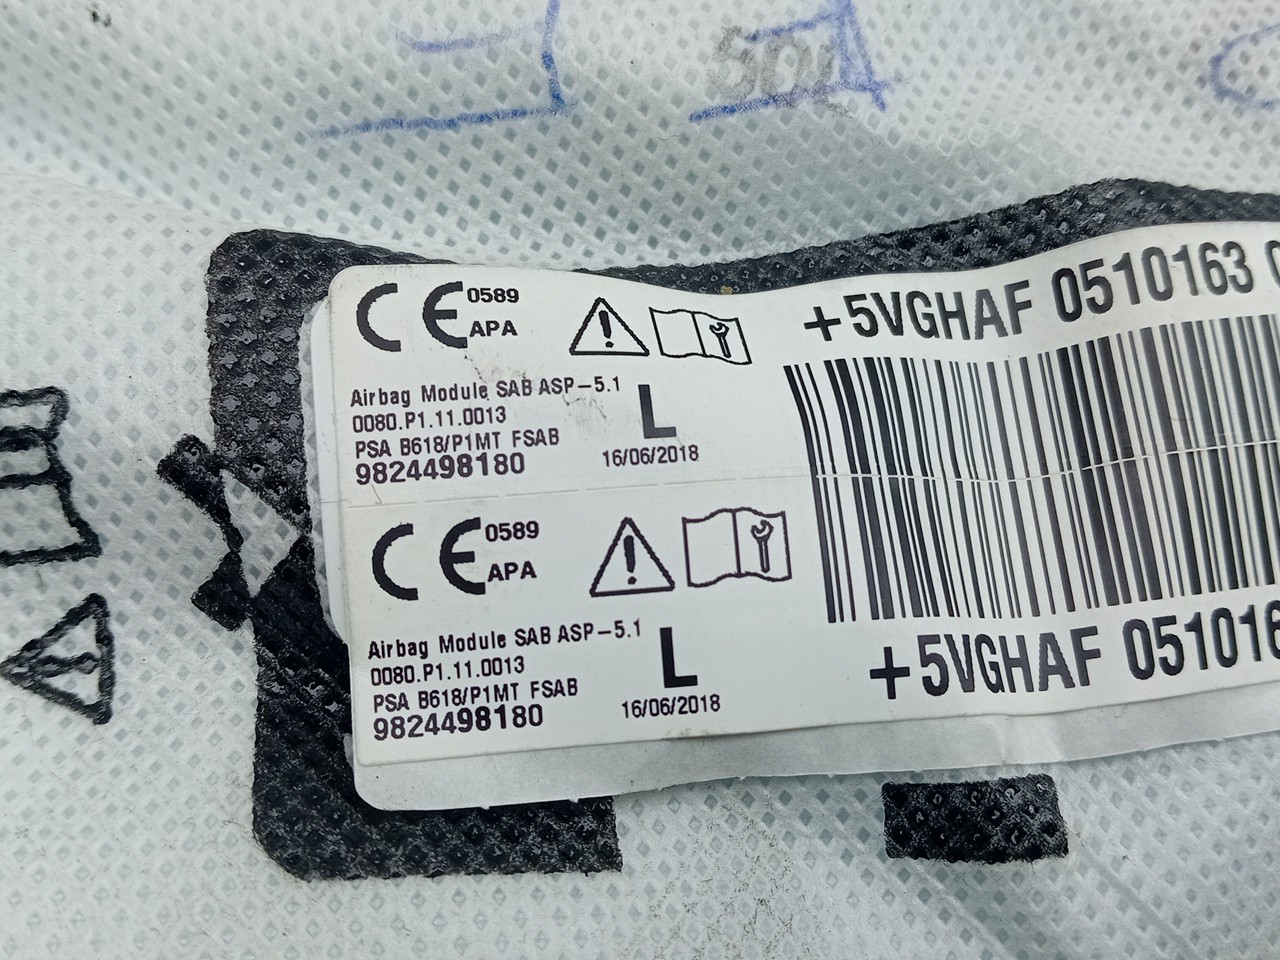 501
CE 0589
APA
+5VGHAF 0510163
Airbag Module SAB ASP-5.1
0080.P1.11.0013
L
PSA B618/P1MT FSAB
9824498180
16/06/2018
CE 0589
APA
Airbag Module SAB ASP-5.1
0080.P1.11.0013
L
PSA B618/P1MT FSAB
9824498180
16/06/2018
+5VGHAF 051016